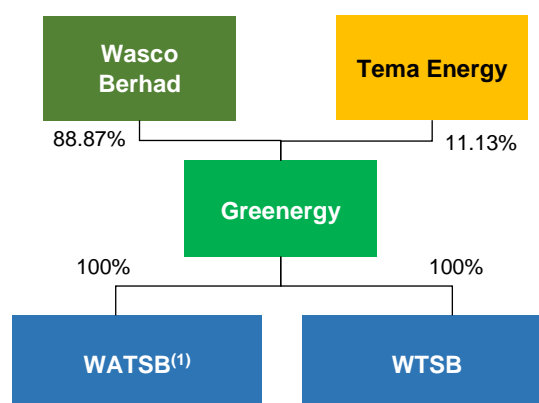 Wasco
Berhad
Tema Energy
88.87%
11.13%
Greenergy
100%
100%
WATSB(1)
WTSB